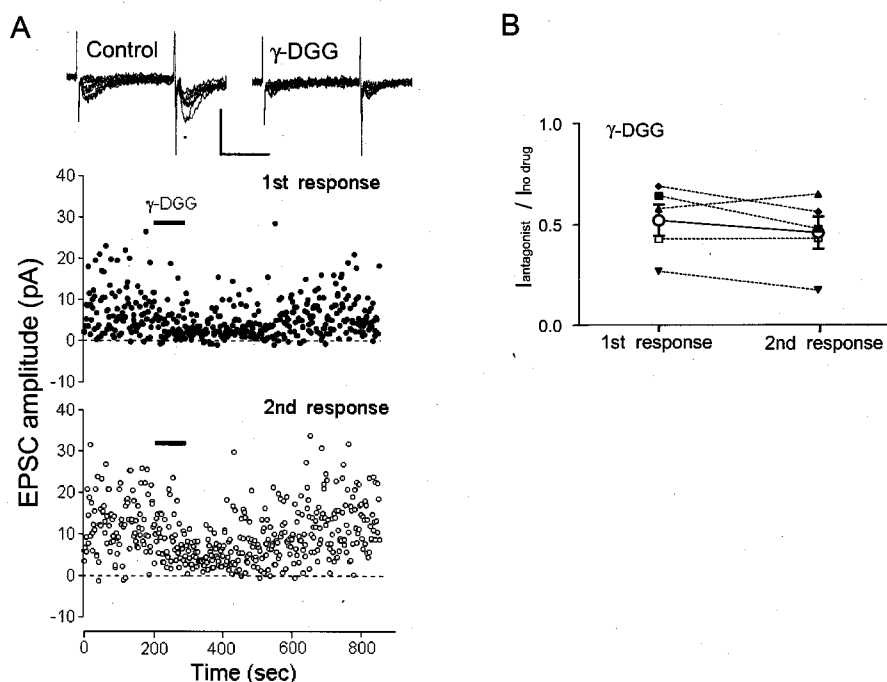 A
Control
γ-DGG
1st response
γ-DGG
40
30
20
10
0
-10
2nd response
40
30
20
10
0
-10
EPSC amplitude (pA)
0 200 400 600 800
Time (sec)
B
γ-DGG
1.0
0.5
0.0
I antagonist / I no drug
1st response 2nd response